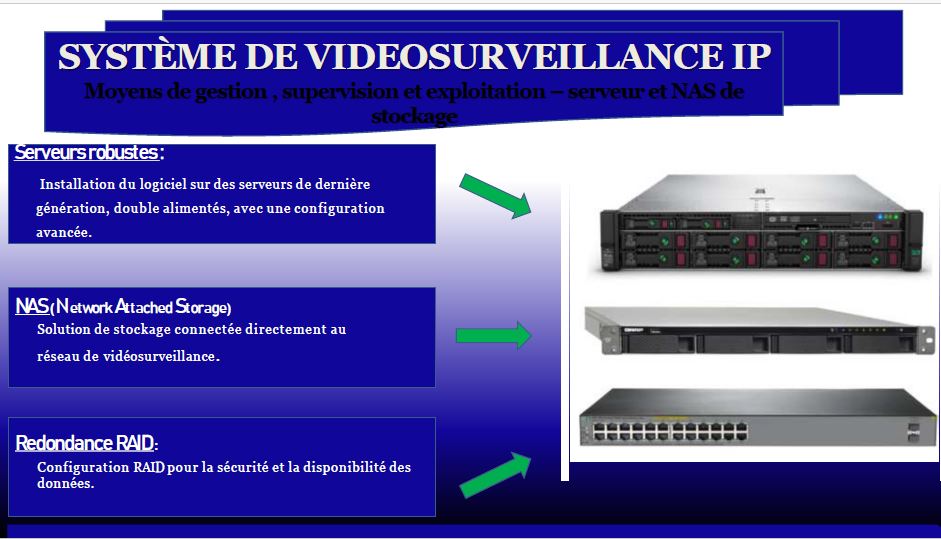 SYSTÈME DE VIDEOSURVEILLANCE IP
Moyens de gestion , supervision et exploitation – serveur et NAS de
stockage
Serveurs robustes :
Installation du logiciel sur des serveurs de dernière
génération, double alimentés, avec une configuration
avancée.
NAS ( Network Attached Storage)
Solution de stockage connectée directement au
réseau de vidéosurveillance.
Redondance RAID :
Configuration RAID pour la sécurité et la disponibilité des
données.